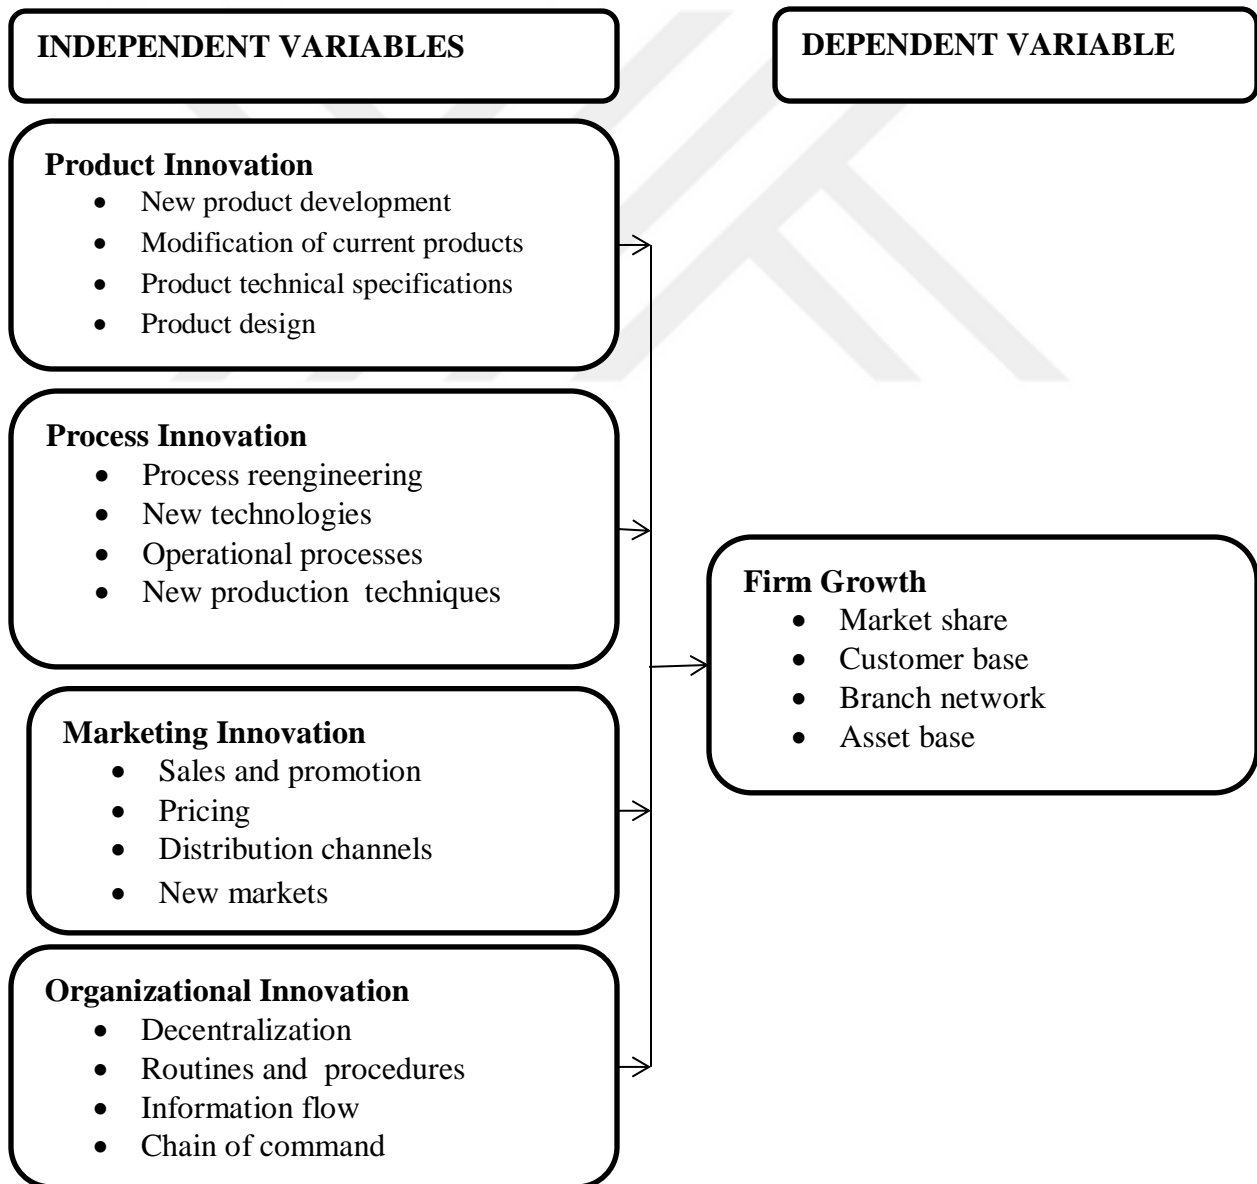 INDEPENDENT VARIABLES
DEPENDENT VARIABLE
Product Innovation
• New product development
• Modification of current products
• Product technical specifications
• Product design
Process Innovation
• Process reengineering
• New technologies
• Operational processes
• New production techniques
Marketing Innovation
• Sales and promotion
• Pricing
• Distribution channels
• New markets
Organizational Innovation
• Decentralization
• Routines and procedures
• Information flow
• Chain of command
Firm Growth
• Market share
• Customer base
• Branch network
• Asset base